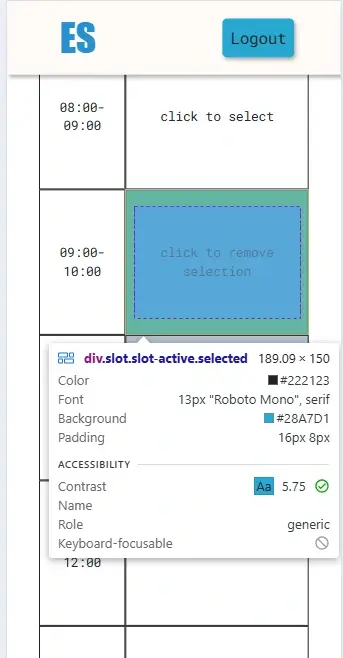 ES
Logout
08:00-
09:00
click to select
09:00-
10:00
click to remove
selection
div.slot.slot-active.selected 189.09 × 150
Color #222123
Font 13px "Roboto Mono", serif
Background #28A7D1
Padding 16px 8px
ACCESSIBILITY
Contrast Aa 5.75
Name
Role generic
Keyboard-focusable
12:00